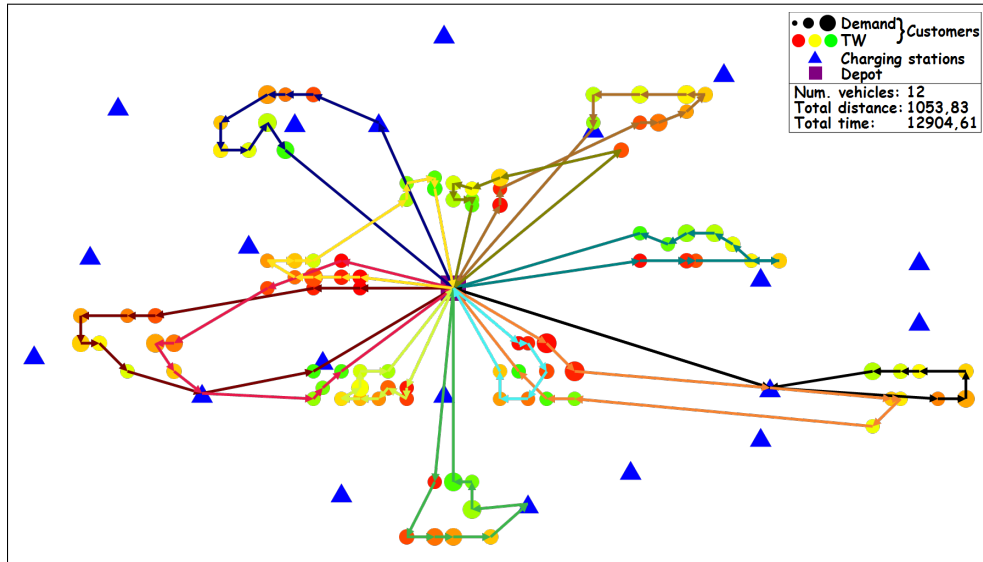 Demand
Customers
TW
Charging stations
Depot
Num. vehicles: 12
Total distance: 1053,83
Total time: 12904,61